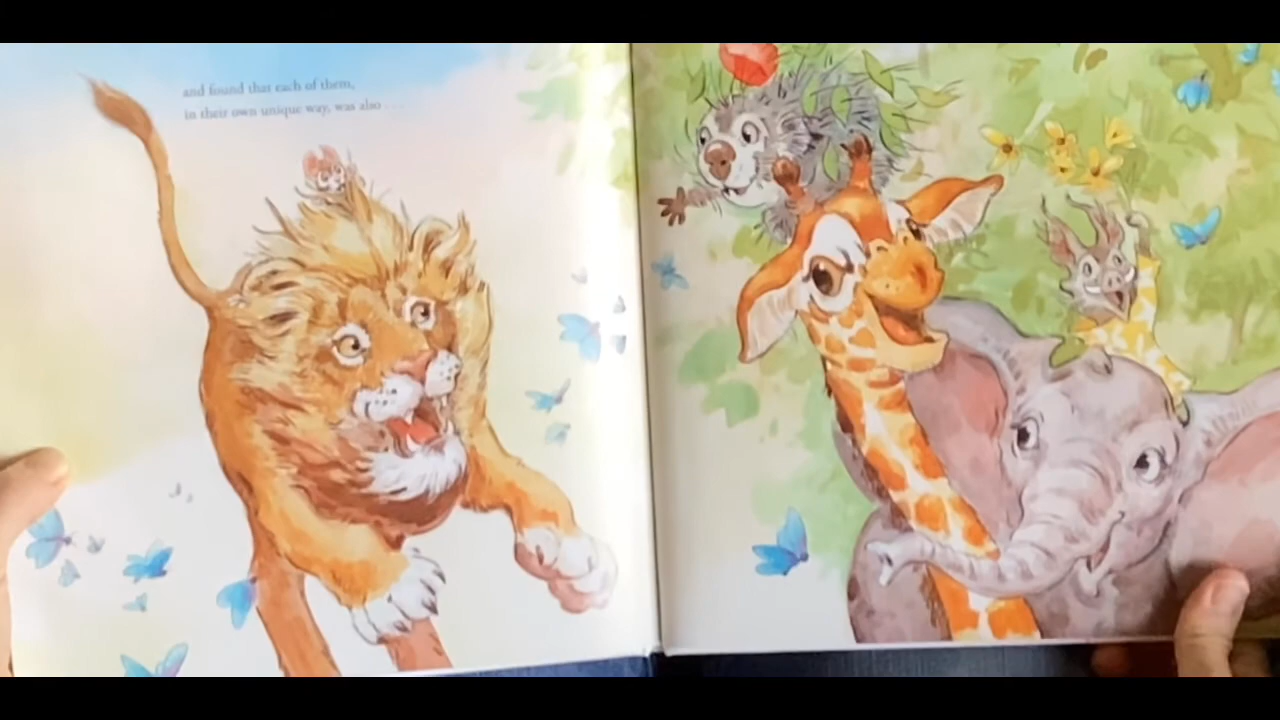 and found that each of them,
in their own unique way, was also . . .